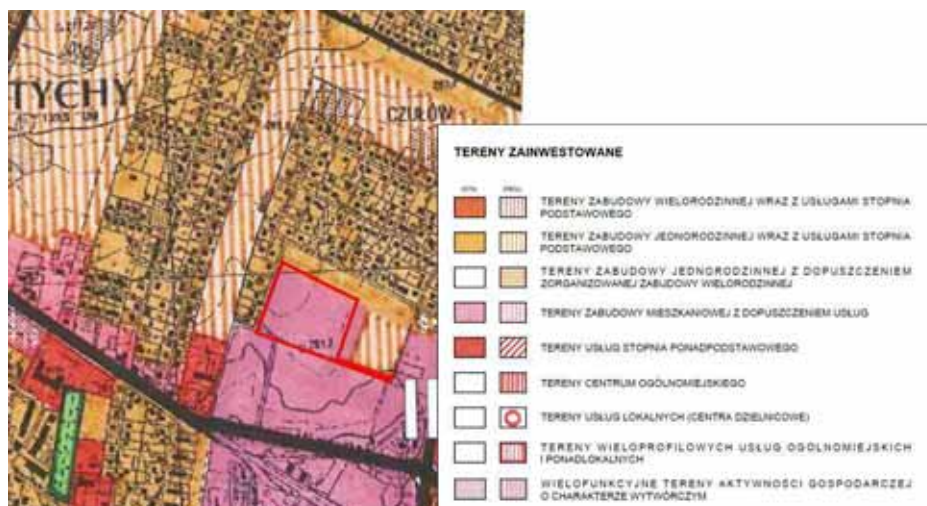 TYCHY
CZUŁÓW
TERENY ZAINWESTOWANE
TERENY ZABUDOWY WIELORODZINNEJ WRAZ Z USŁUGAMI STOPNIA
PODSTAWOWEGO
TERENY ZABUDOWY JEDNORODZINNEJ WRAZ Z USŁUGAMI STOPNIA
PODSTAWOWEGO
TERENY ZABUDOWY JEDNORODZINNEJ Z DOPUSZCZENIEM
ZORGANIZOWANEJ ZABUDOWY WIELORODZINNEJ
TERENY ZABUDOWY MIESZKANIOWEJ Z DOPUSZCZENIEM USŁUG
TERENY USŁUG STOPNIA PONADPODSTAWOWEGO
TERENY CENTRUM OGÓLNOMIEJSKIEGO
TERENY USŁUG LOKALNYCH (CENTRA DZIELNICOWE)
TERENY WIELOPROFILOWYCH USŁUG OGÓLNOMIEJSKICH
I PONADLOKALNYCH
WIELOFUNKCYJNE TERENY AKTYWNOŚCI GOSPODARCZEJ
O CHARAKTERZE WYTWÓRCZYM